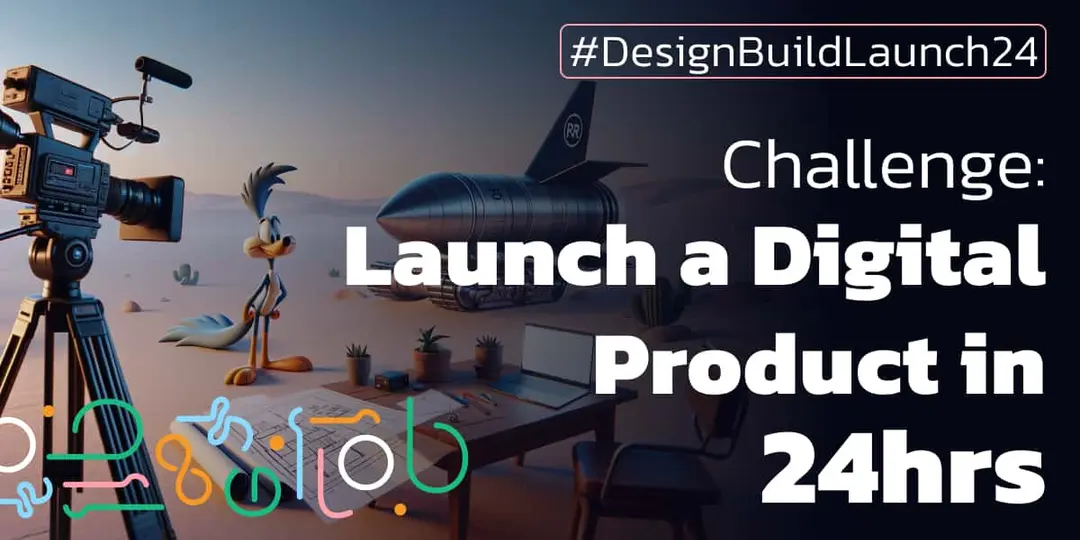 #DesignBuildLaunch24
RR
Challenge:
Launch a Digital
Product in
24hrs